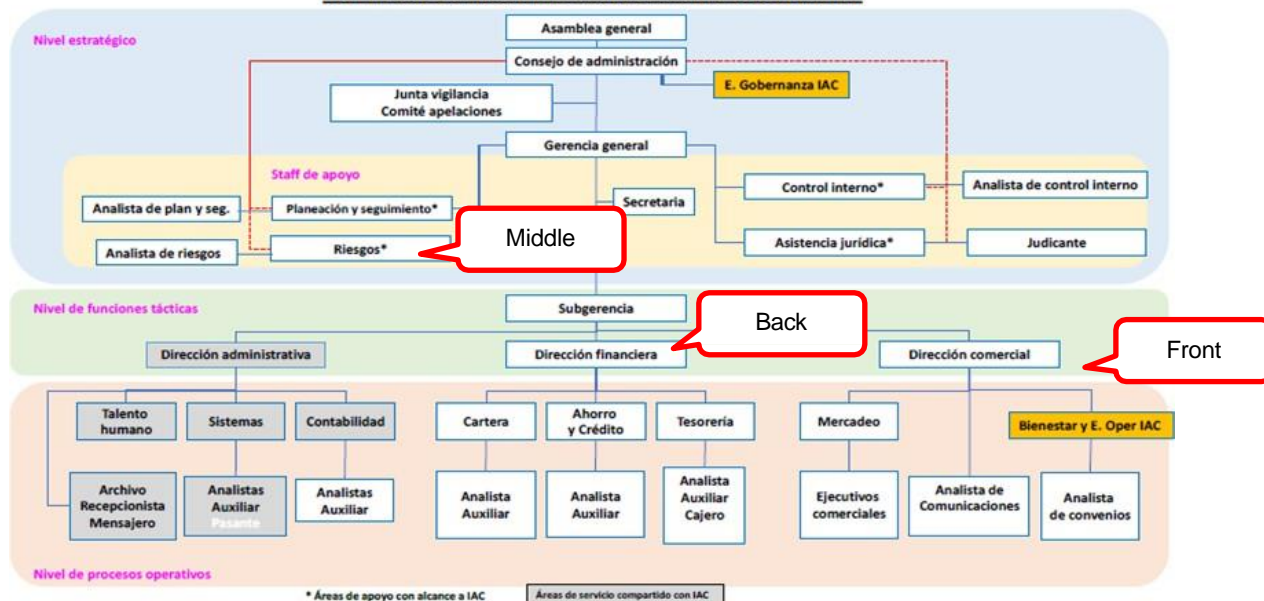 Asamblea general
Nivel estratégico
Consejo de administración
E. Gobernanza IAC
Junta vigilancia
Comité apelaciones
Gerencia general
Staff de apoyo
Control interno*
Analista de control interno
Analista de plan y seg.
Planeación y seguimiento*
Secretaria
Middle
Analista de riesgos
Riesgos*
Asistencia jurídica*
Judicante
Nivel de funciones tácticas
Subgerencia
Back
Front
Dirección administrativa
Dirección financiera
Dirección comercial
Talento
humano
Sistemas
Contabilidad
Cartera
Ahorro
y Crédito
Tesorería
Mercadeo
Bienestar y E. Oper IAC
Archivo
Recepcionista
Mensajero
Analistas
Auxiliar
Pasante
Analistas
Auxiliar
Analista
Auxiliar
Analista
Auxiliar
Analista
Auxiliar
Cajero
Ejecutivos
comerciales
Analista de
Comunicaciones
Analista
de convenios
Nivel de procesos operativos
* Áreas de apoyo con alcance a IAC
Áreas de servicio compartido con IAC